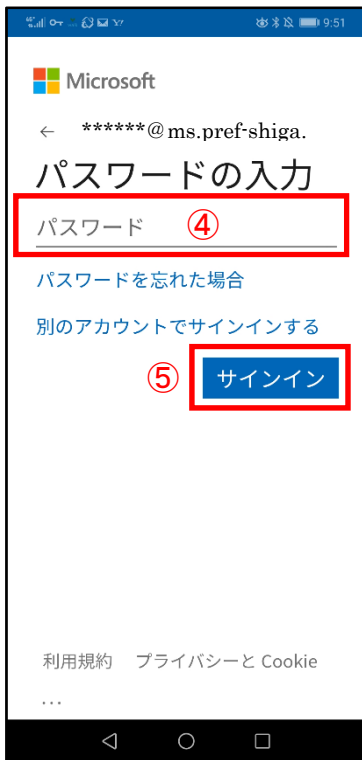 9:51
Microsoft
← ******@ms.pref-shiga.
パスワードの入力
パスワード ④
パスワードを忘れた場合
別のアカウントでサインインする
⑤ サインイン
利用規約 プライバシーと Cookie
...